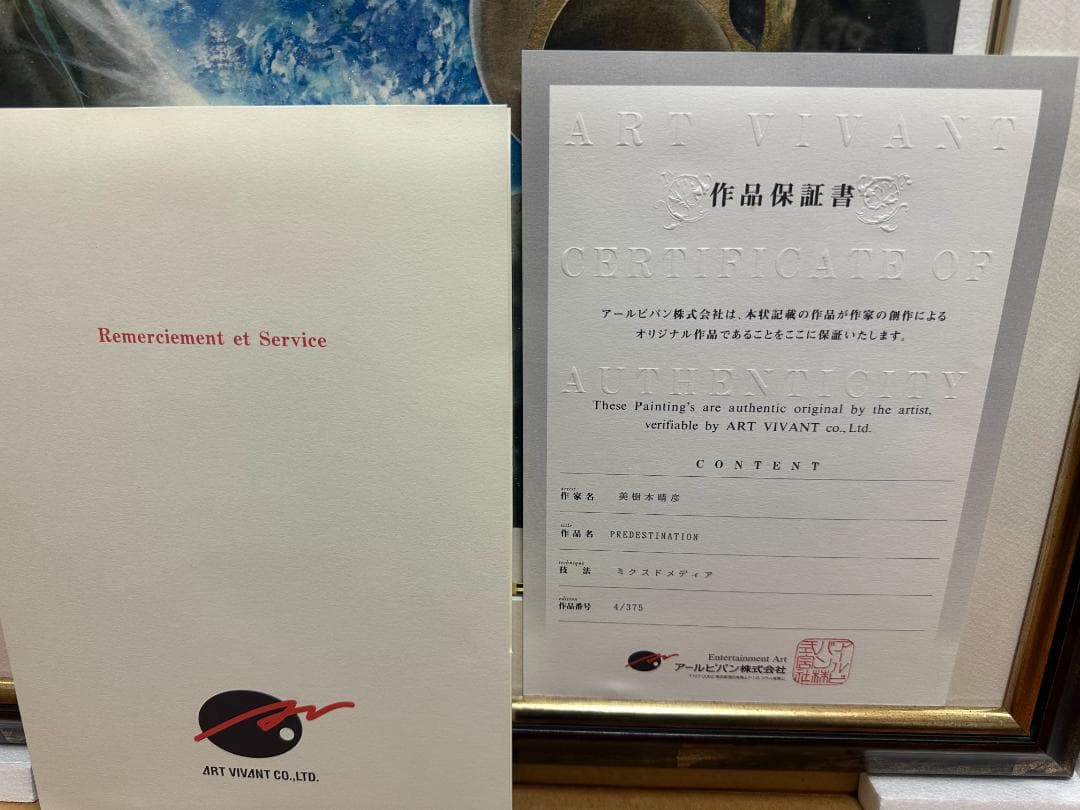 Remerciement et Service
ART VIVANT CO.,LTD.
ART VIVANT
作品保証書
CERTIFICATE OF
アールビバン株式会社は、本状記載の作品が作家の創作による
オリジナル作品であることをここに保証いたします。
AUTHENTICITY
These Painting's are authentic original by the artist,
verifiable by ART VIVANT co., Ltd.
CONTENT
artist
作家名 美樹本晴彦
title
作品名 PREDESTINATION
technique
技法 ミクスドメディア
edition
作品番号 4/375
Entertainment Art
アールビバン株式会社